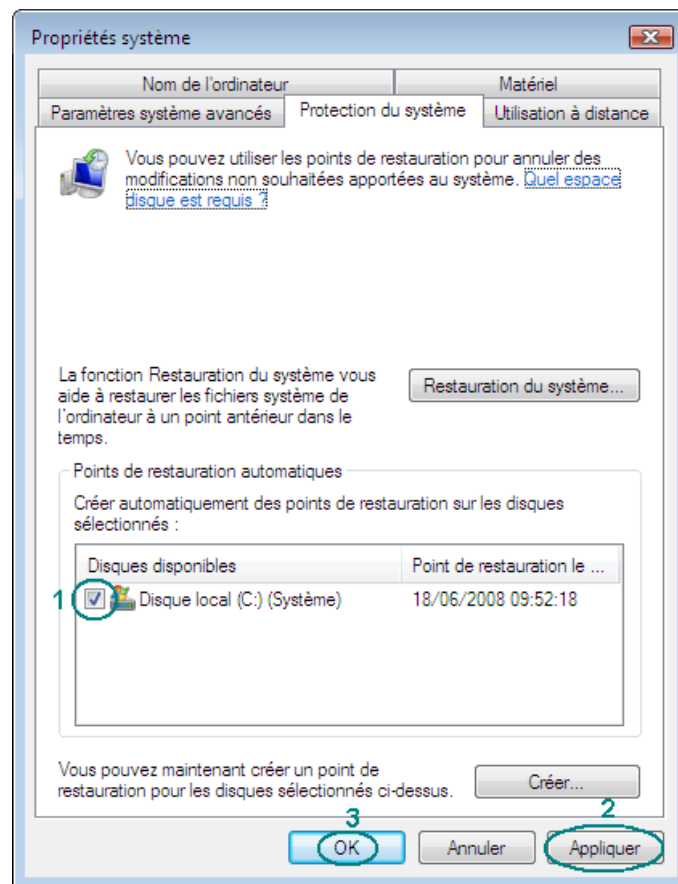 Propriétés système
Nom de l'ordinateur
Matériel
Paramètres système avancés
Protection du système
Utilisation à distance
Vous pouvez utiliser les points de restauration pour annuler des
modifications non souhaitées apportées au système. Quel espace
disque est requis ?
La fonction Restauration du système vous
aide à restaurer les fichiers système de
l'ordinateur à un point antérieur dans le
temps.
Restauration du système...
Points de restauration automatiques
Créer automatiquement des points de restauration sur les disques
sélectionnés :
Disques disponibles
Point de restauration le ...
1
Disque local (C:) (Système)
18/06/2008 09:52:18
Vous pouvez maintenant créer un point de
restauration pour les disques sélectionnés ci-dessus.
Créer...
3
2
OK
Annuler
Appliquer